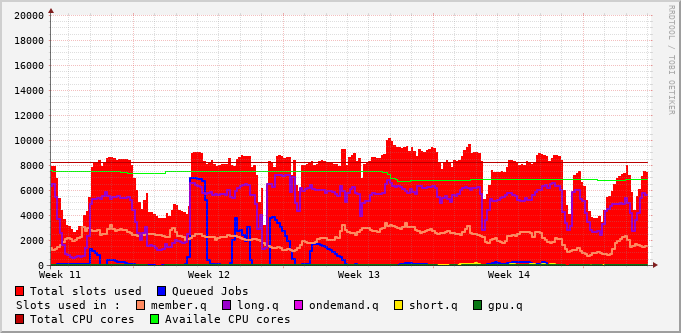 20000
18000
16000
14000
12000
10000
8000
6000
4000
2000
0
Week 11 Week 12 Week 13 Week 14
RRDTOOL / TOBI OETIKER
Total slots used Queued Jobs
Slots used in : member.q long.q ondemand.q short.q gpu.q
Total CPU cores Availale CPU cores